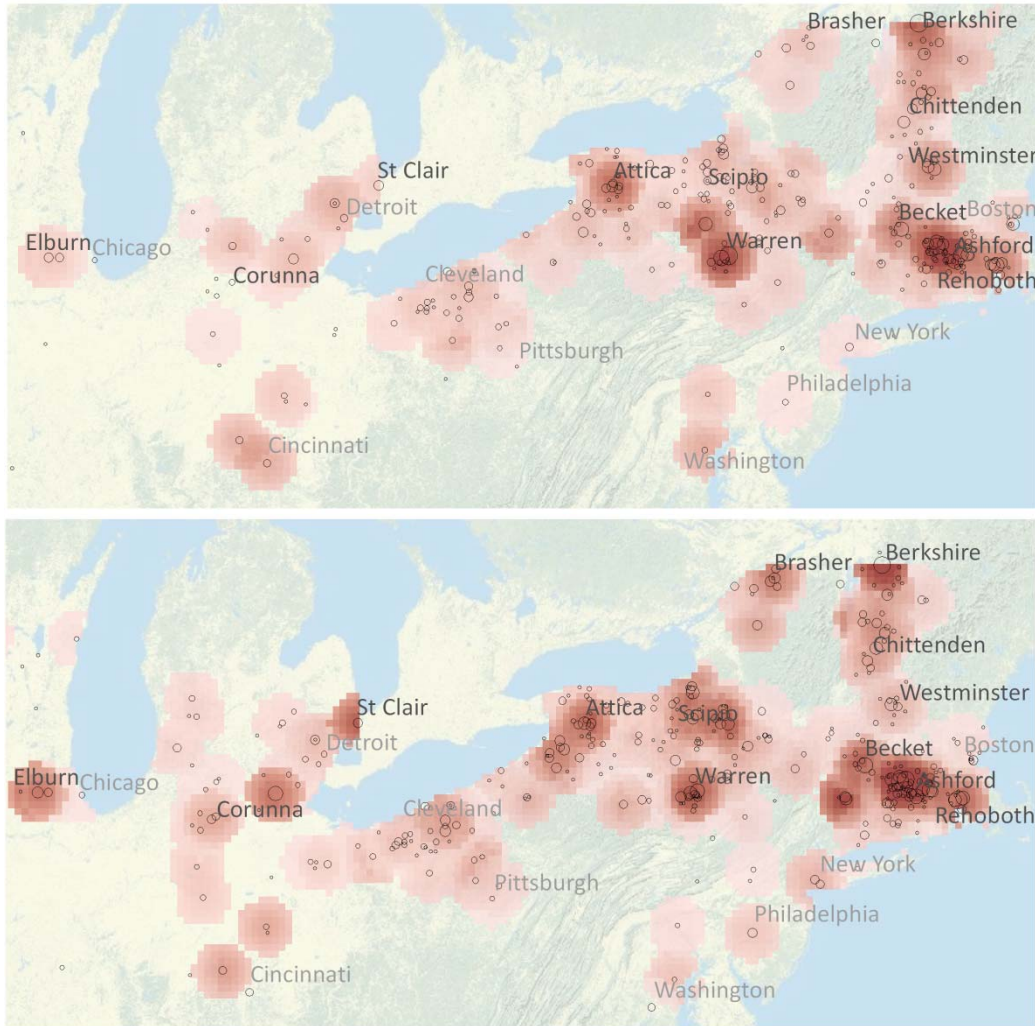 Brasher
Berkshire
Chittenden
St Clair
Attica
Scipio
Westminster
Detroit
Becket
Boston
Elburn
Chicago
Warren
Ashford
Corunna
Cleveland
Rehoboth
New York
Pittsburgh
Philadelphia
Cincinnati
Washington
Brasher
Berkshire
Chittenden
St Clair
Attica
Scipio
Westminster
Detroit
Becket
Boston
Elburn
Chicago
Warren
Ashford
Corunna
Cleveland
Rehoboth
New York
Pittsburgh
Philadelphia
Cincinnati
Washington